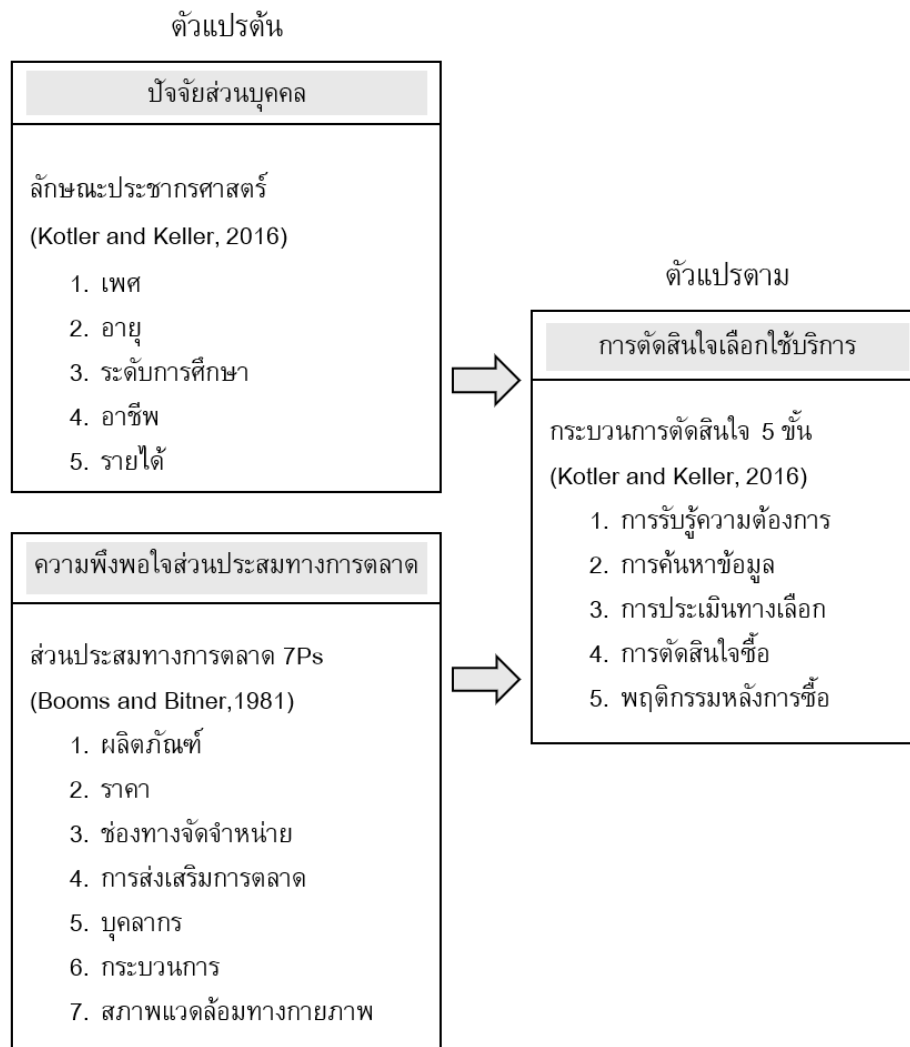 ตัวแปรต้น
ปัจจัยส่วนบุคคล
ลักษณะประชากรศาสตร์
(Kotler and Keller, 2016)
1. เพศ
2. อายุ
3. ระดับการศึกษา
4. อาชีพ
5. รายได้
ความพึงพอใจส่วนประสมทางการตลาด
ส่วนประสมทางการตลาด 7Ps
(Booms and Bitner,1981)
1. ผลิตภัณฑ์
2. ราคา
3. ช่องทางจัดจำหน่าย
4. การส่งเสริมการตลาด
5. บุคลากร
6. กระบวนการ
7. สภาพแวดล้อมทางกายภาพ
ตัวแปรตาม
การตัดสินใจเลือกใช้บริการ
กระบวนการตัดสินใจ 5 ขั้น
(Kotler and Keller, 2016)
1. การรับรู้ความต้องการ
2. การค้นหาข้อมูล
3. การประเมินทางเลือก
4. การตัดสินใจซื้อ
5. พฤติกรรมหลังการซื้อ